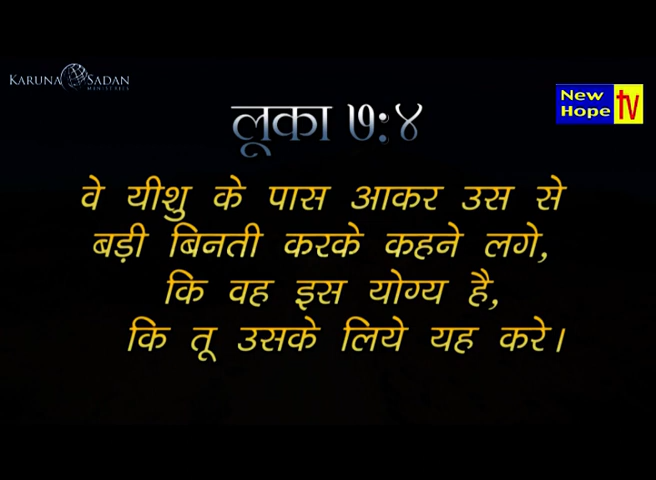 KARUNA SADAN
MINISTRIES
New
Hope tv
लूका ७:४
वे यीशु के पास आकर उस से
बड़ी बिनती करके कहने लगे,
कि वह इस योग्य है,
कि तू उसके लिये यह करे।